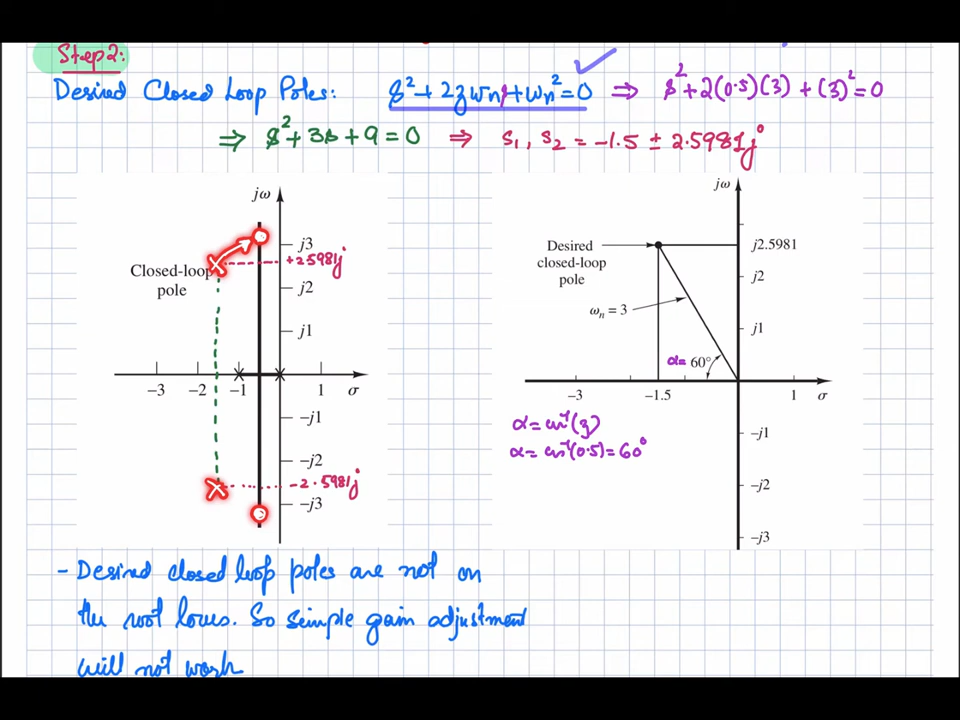 Step2:
Desired Closed Loop Poles: s² + 2ζωns + ωn² = 0 ⇒ s² + 2(0.5)(3) + (3)² = 0
⇒ s² + 3s + 9 = 0 ⇒ s₁, s₂ = -1.5 ± 2.5981j
jω
j3
+2.5981j
Closed-loop
pole
j2
j1
-3 -2 -1 1 σ
-j1
-j2
-2.5981j
-j3
jω
Desired
closed-loop
pole
j2.5981
j2
ωn = 3
j1
α= 60°
-3 -1.5 1 σ
α = cos⁻¹(ζ)
α = cos⁻¹(0.5) = 60°
-j1
-j2
-j3
- Desired closed loop poles are not on
the root locus. So simple gain adjustment
will not work